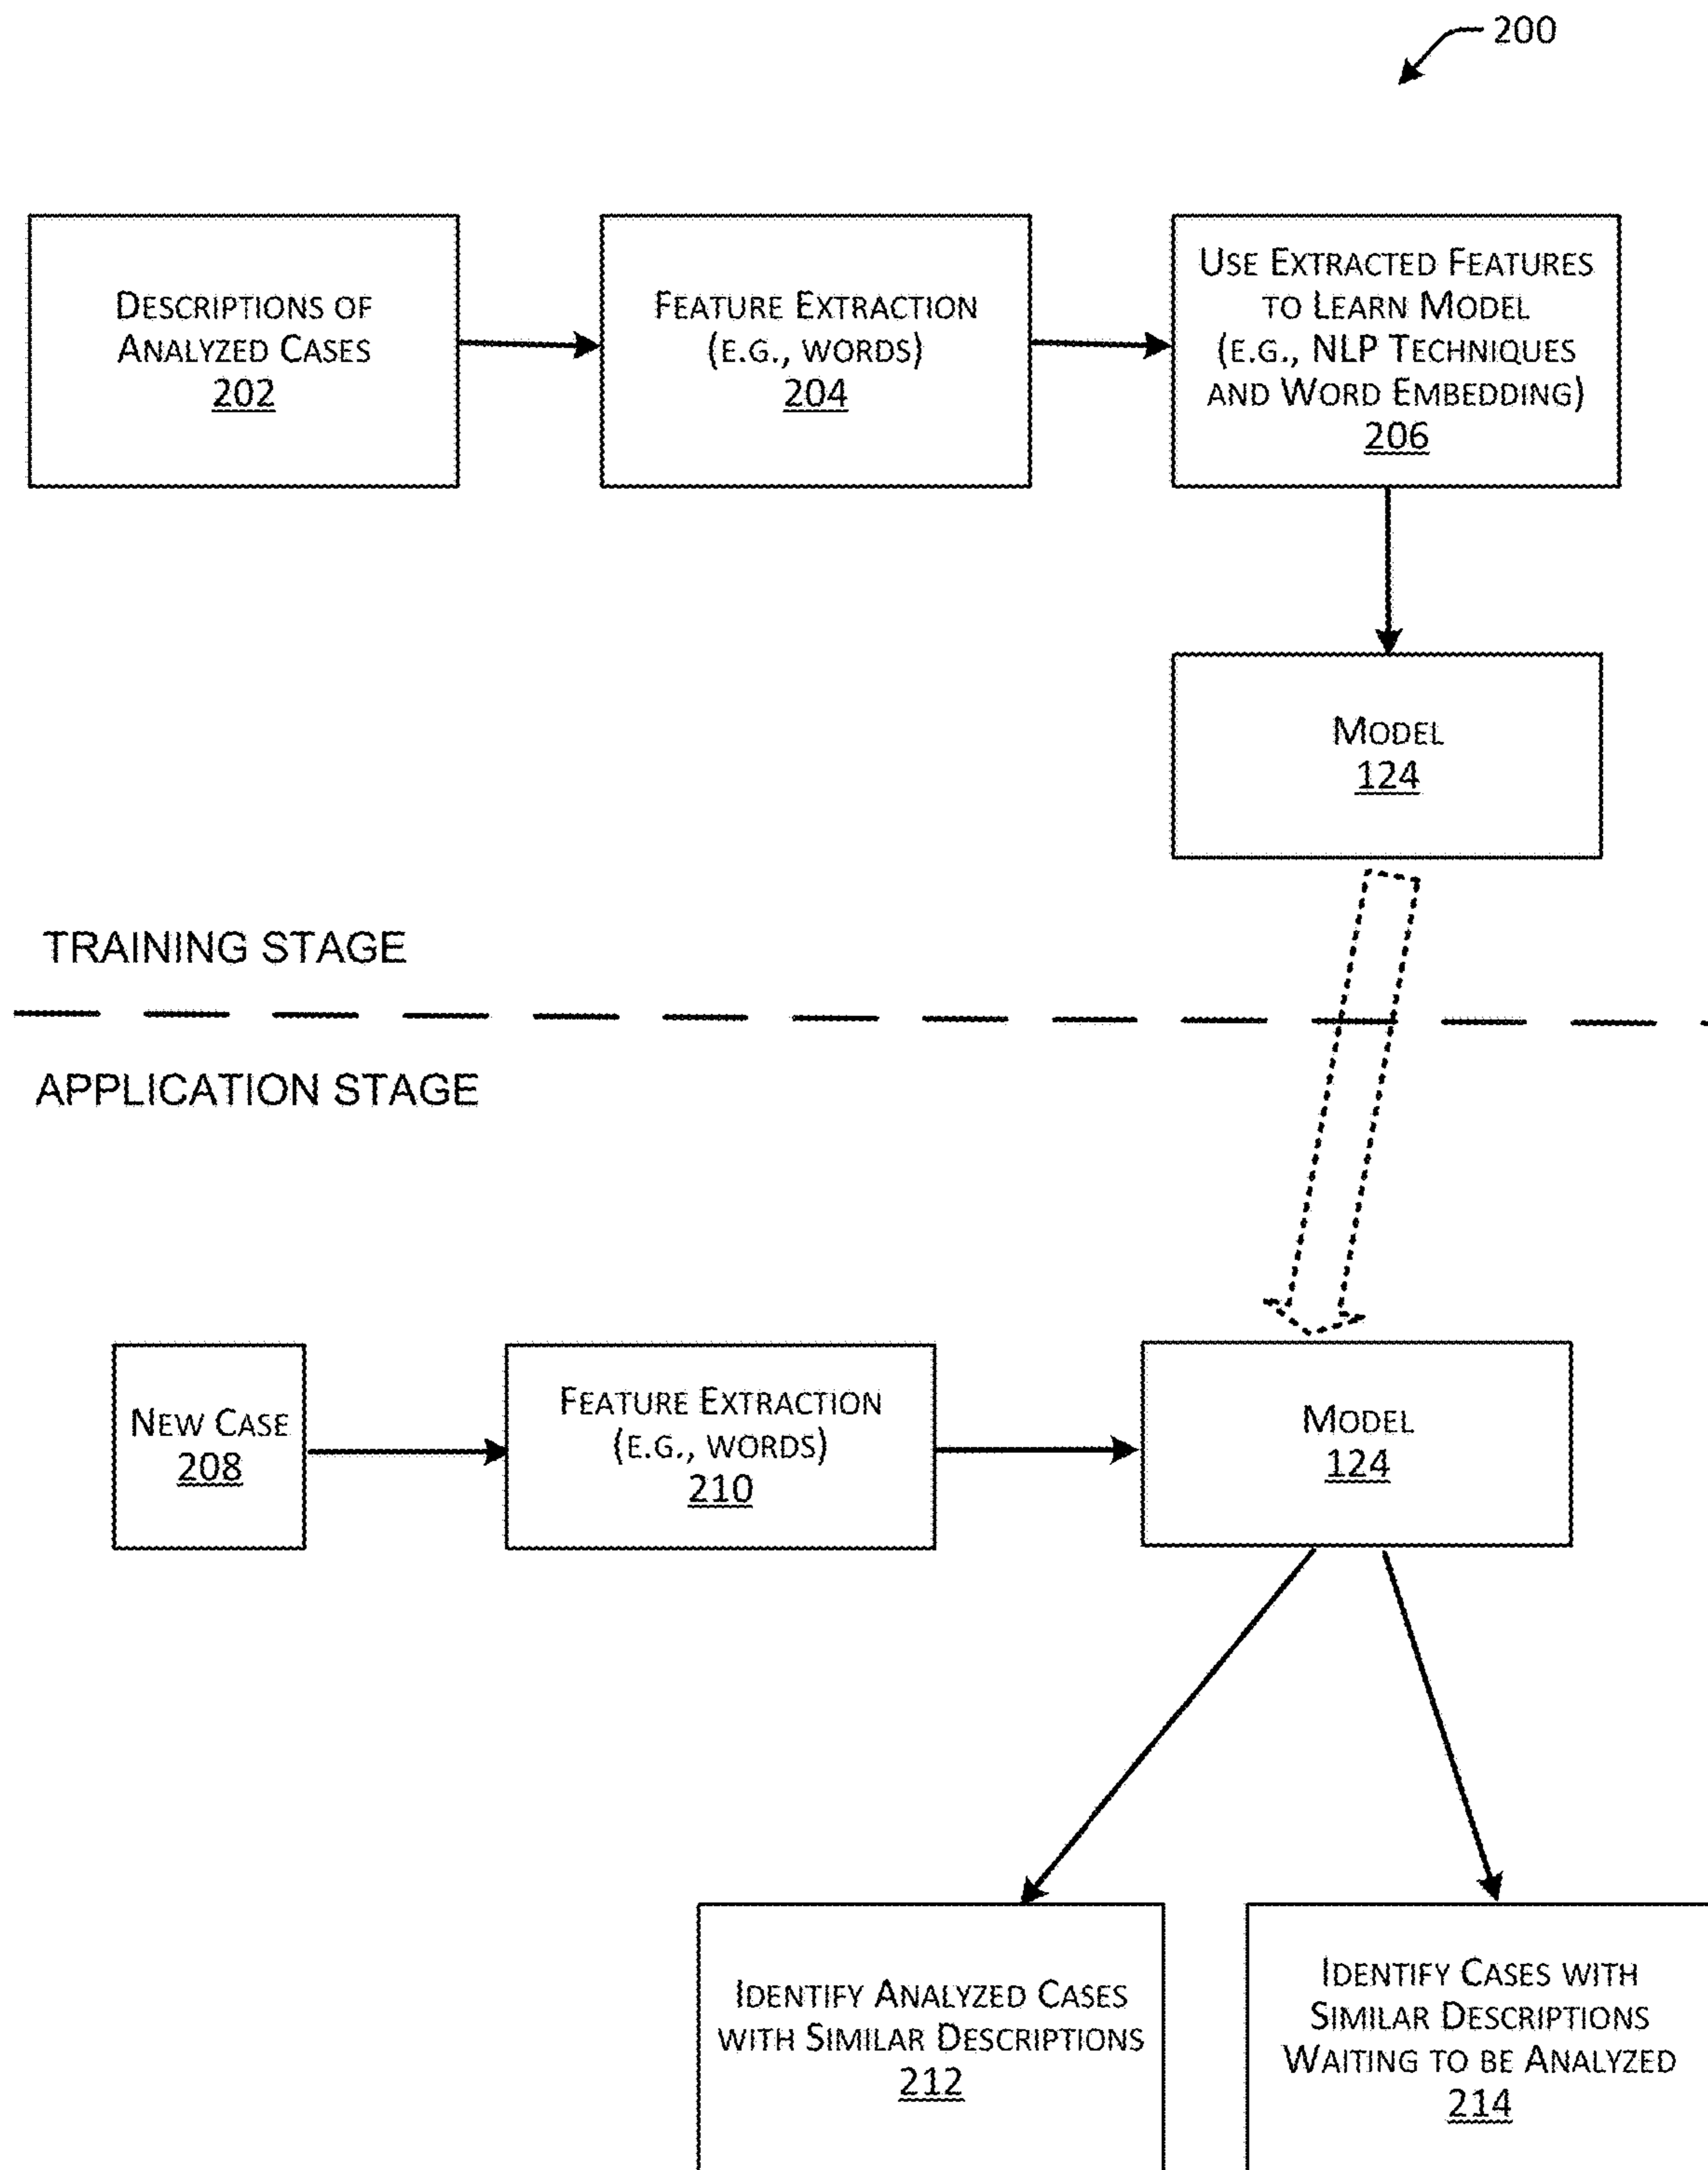 200
DESCRIPTIONS OF
ANALYZED CASES
202
FEATURE EXTRACTION
(E.G., WORDS)
204
USE EXTRACTED FEATURES
TO LEARN MODEL
(E.G., NLP TECHNIQUES
AND WORD EMBEDDING)
206
MODEL
124
TRAINING STAGE
APPLICATION STAGE
NEW CASE
208
FEATURE EXTRACTION
(E.G., WORDS)
210
MODEL
124
IDENTIFY ANALYZED CASES
WITH SIMILAR DESCRIPTIONS
212
IDENTIFY CASES WITH
SIMILAR DESCRIPTIONS
WAITING TO BE ANALYZED
214